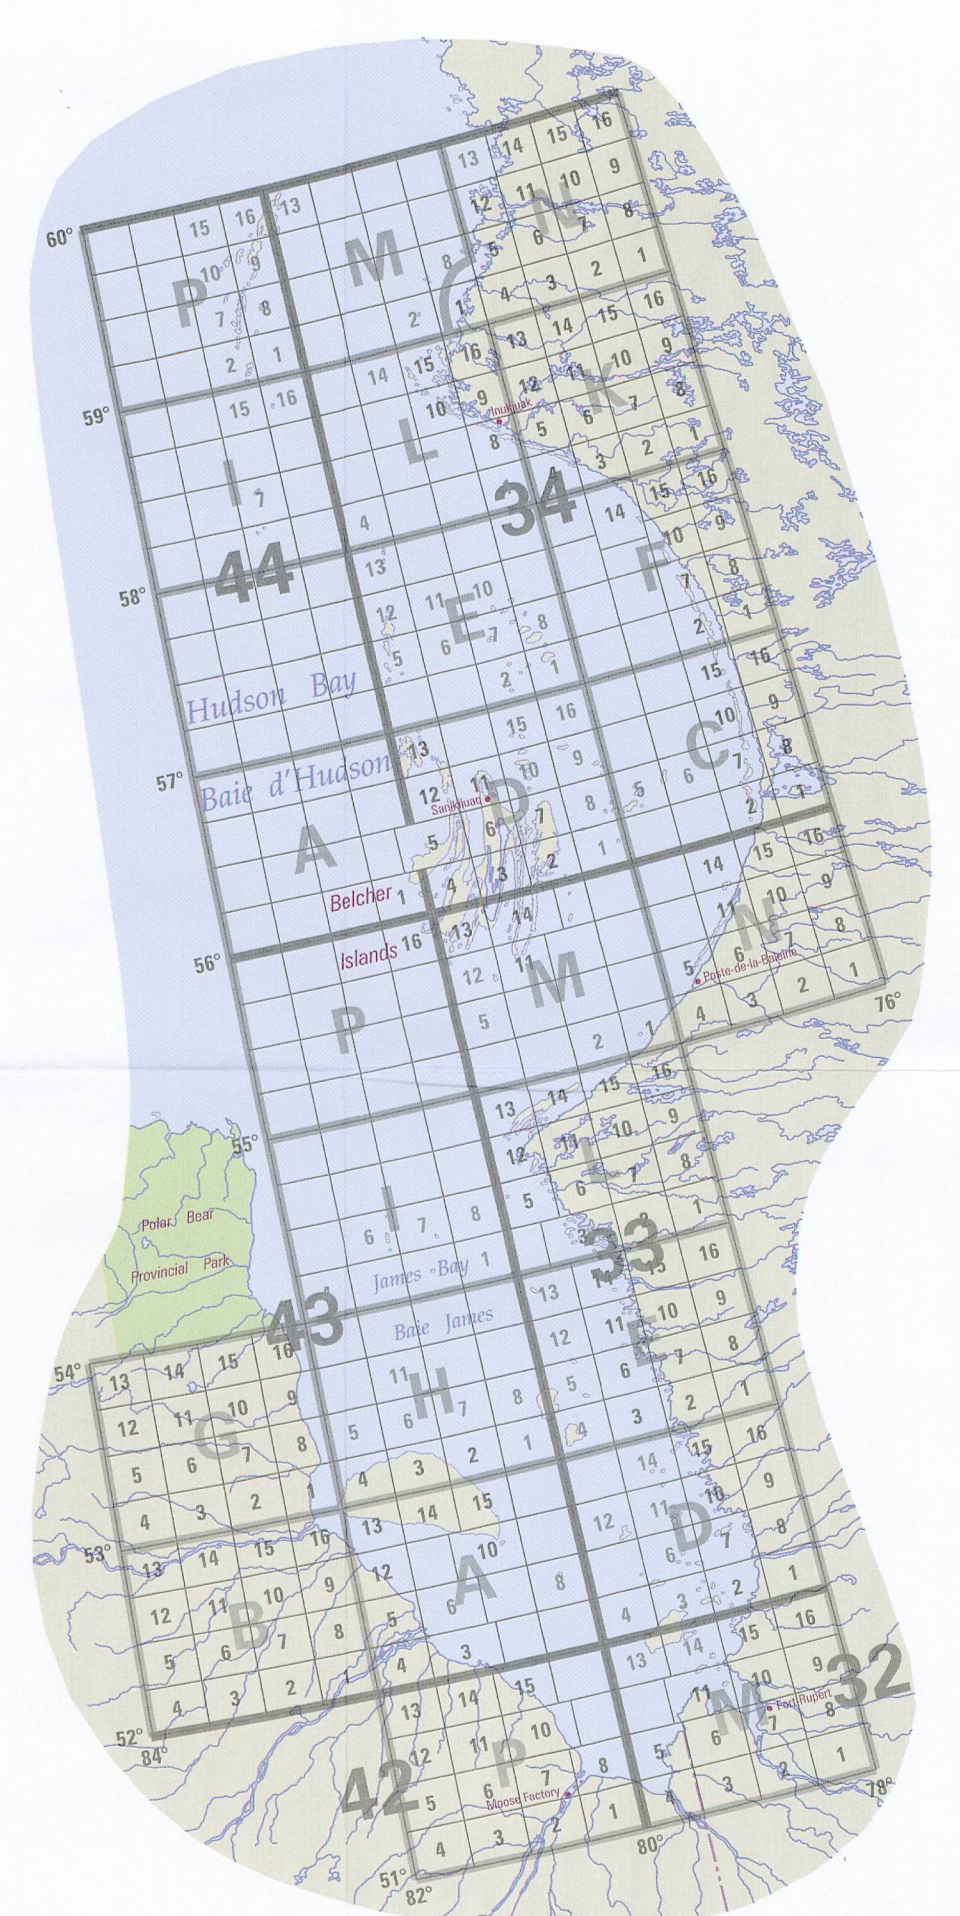 13 14 15 16
60° 15 16 13 12 11 10 9
P 10 9 M 8 5 6 N 7 8
7 8 2 1 4 3 2 1
2 1
59° 15 16 14 15 16 13 14 15 16
I L 10 9 12 11 10 9
Inukjuak
8 5 6 K 7 8
7 4 4 3 2 1
44 34
58° 13 14 15 16
12 11 10 F 10 9
5 6 E 7 8 7 8
2 1 2 1
Hudson Bay
57° 13 15 16 15 16
Baie d'Hudson
12 11 10 9 10 9
Sanikiluaq
A 5 6 D 7 8 5 6 C 7 8
Belcher
1 4 3 2 1 2 1
56° 16 13 14 14 15 16
Islands
12 11 11 10 9
P 5 M 5 6 N 7 8
Poste-de-la-Baleine
2 1 4 3 2 1
76°
55° 13 14 15 16
12 11 10 9
I 5 6 L 7 8
6 7 8
1 3 2 1
Polar Bear
Provincial Park
James Bay
Baie James
43 33
54° 13 14 15 16 13 14 15 16
12 11 10 9 11 12 11 10 9
G H E
5 6 7 8 5 6 7 8 5 6 7 8
4 3 2 1 4 3 2 1 4 3 2 1
53° 13 14 15 16 13 14 15 14 15 16
12 11 10 9 12 10 12 11 10 9
B A D
5 6 7 8 5 6 8 6 7 8
4 3 2 1 4 3 4 3 2 1
52°
84°
13 14 15 13 14 15 16
12 11 10 11 10 9
42 P M 32
Fort-Rupert
5 6 7 8 5 6 7 8
Moose Factory
4 3 2 1 4 3 2 1
51°
82° 80° 78°